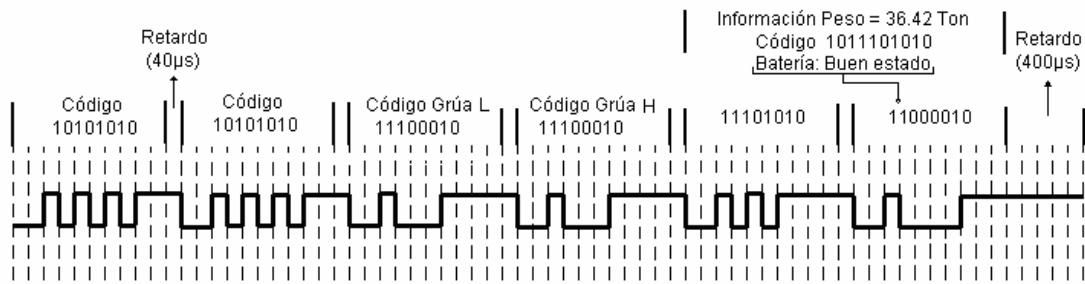 Información Peso = 36.42 Ton
Código 1011101010
Batería: Buen estado
Retardo
(40µs)
Retardo
(400µs)
Código
10101010
Código
10101010
Código Grúa L
11100010
Código Grúa H
11100010
11101010
11000010